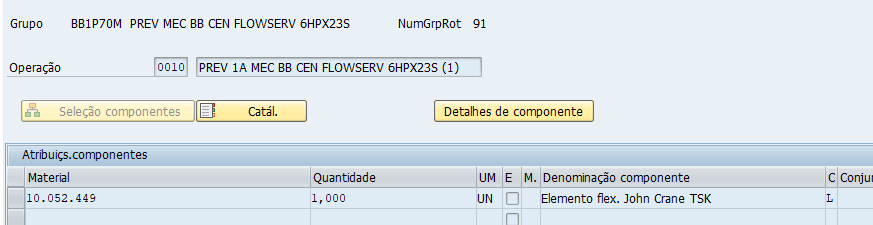 Grupo BB1P70M PREV MEC BB CEN FLOWSERV 6HPX23S NumGrpRot 91
Operação 0010 PREV 1A MEC BB CEN FLOWSERV 6HPX23S (1)
Seleção componentes Catál. Detalhes de componente
Atribuiçs.componentes
Material Quantidade UM E M. Denominação componente C Conjur
10.052.449 1,000 UN Elemento flex. John Crane TSK L